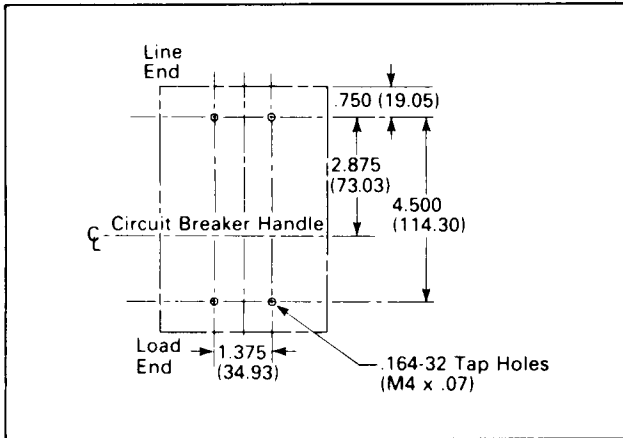 Line
End
.750 (19.05)
2.875
(73.03)
4.500
(114.30)
℄ Circuit Breaker Handle
Load
End
1.375
(34.93)
.164-32 Tap Holes
(M4 x .07)